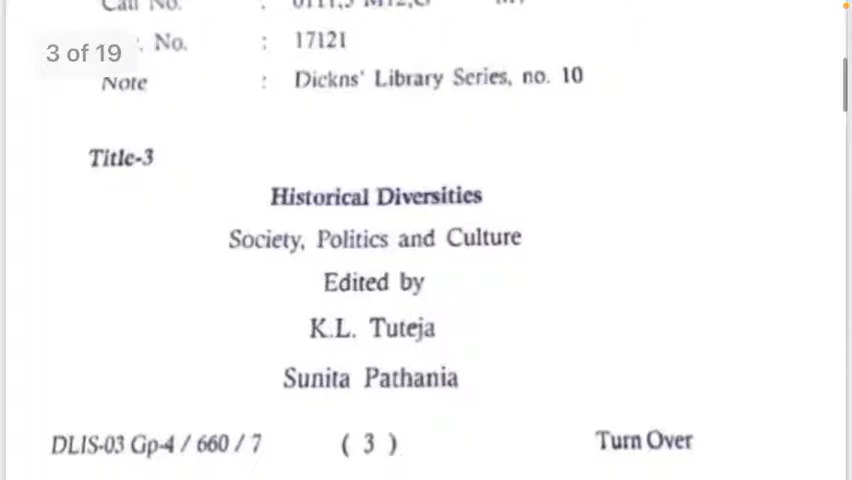 3 of 19
No. : 17121
Note : Dickns' Library Series, no. 10
Title-3
Historical Diversities
Society, Politics and Culture
Edited by
K.L. Tuteja
Sunita Pathania
DLIS-03 Gp-4 / 660 / 7 ( 3 ) Turn Over